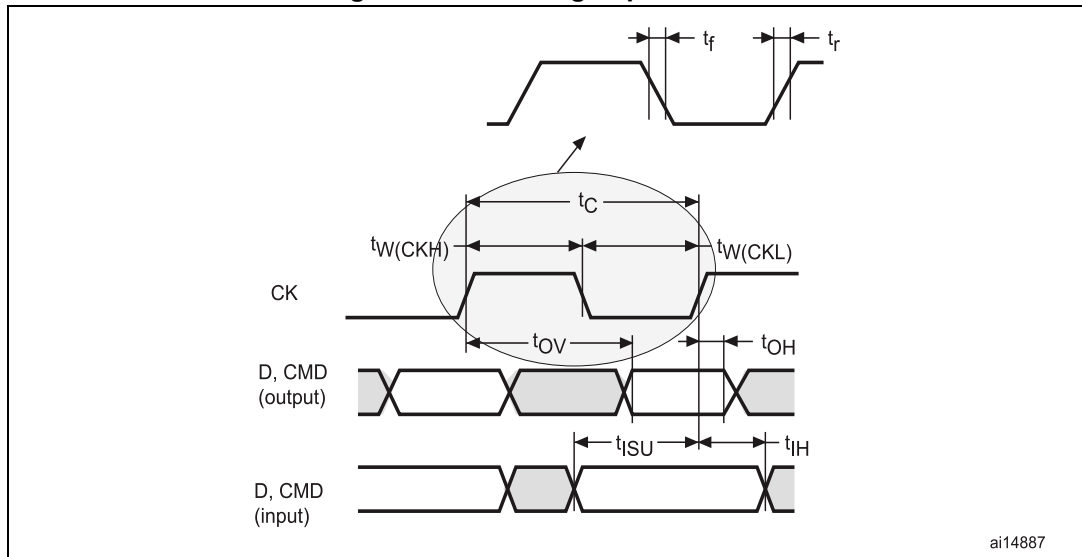 tf
tr
tC
tW(CKH)
tW(CKL)
CK
tOV
tOH
D, CMD
(output)
tISU
tIH
D, CMD
(input)
ai14887